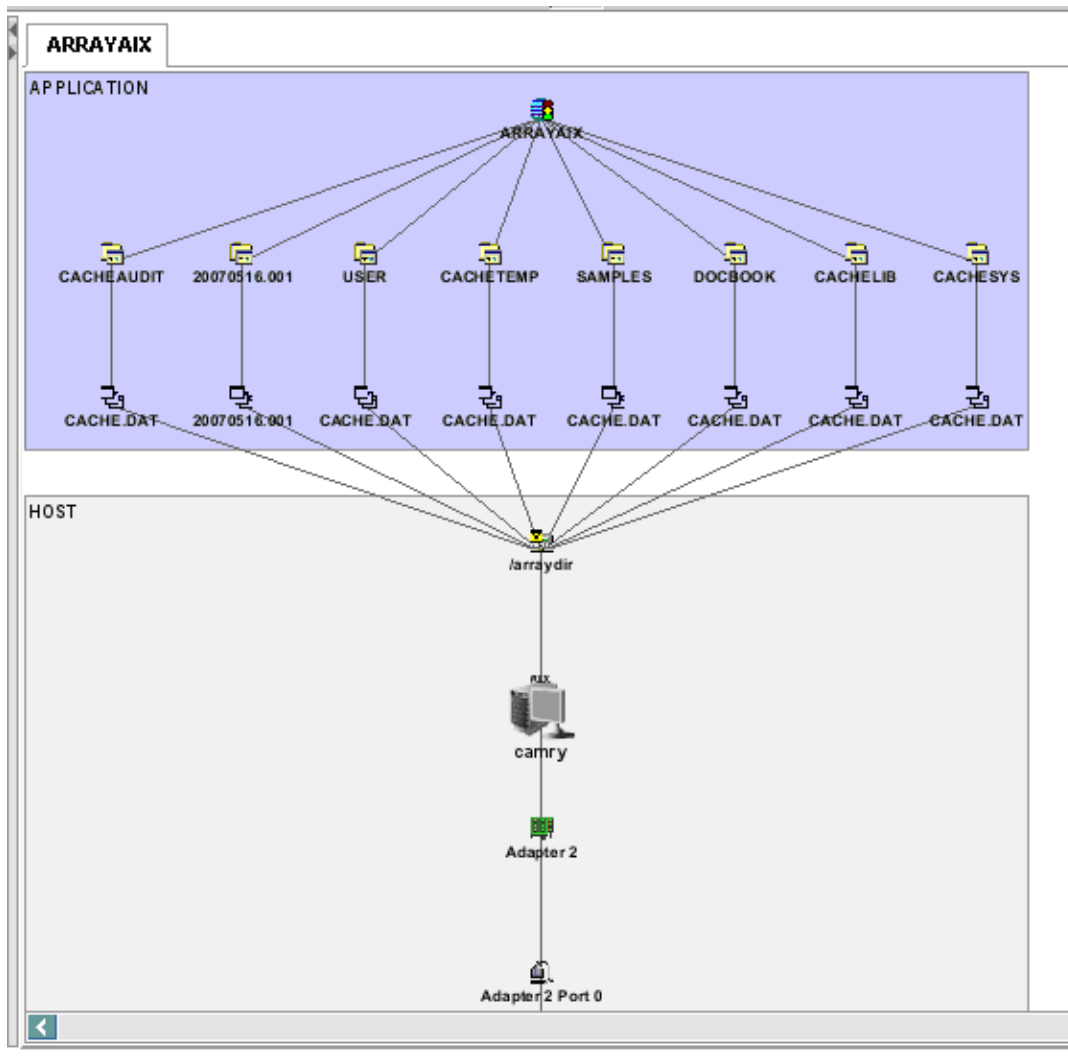 ARRAYAIX
APPLICATION
ARRAYAIX
CACHEAUDIT 20070516.001 USER CACHETEMP SAMPLES DOCBOOK CACHELIB CACHESYS
CACHE.DAT 20070516.001 CACHE.DAT CACHE.DAT CACHE.DAT CACHE.DAT CACHE.DAT CACHE.DAT
HOST
/arraydir
AIX
camry
Adapter 2
Adapter 2 Port 0